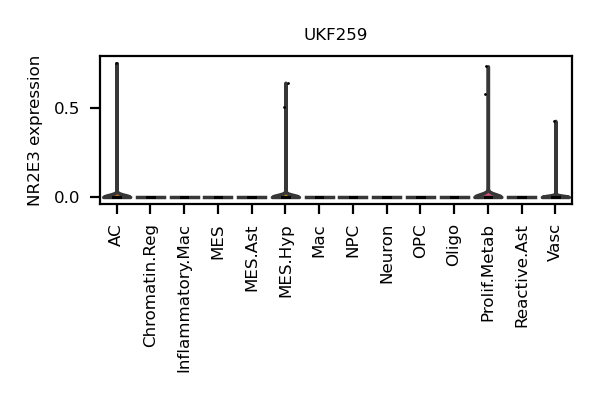 UKF259
NR2E3 expression
0.5
0.0
AC
Chromatin.Reg
Inflammatory.Mac
MES
MES.Ast
MES.Hyp
Mac
NPC
Neuron
OPC
Oligo
Prolif.Metab
Reactive.Ast
Vasc